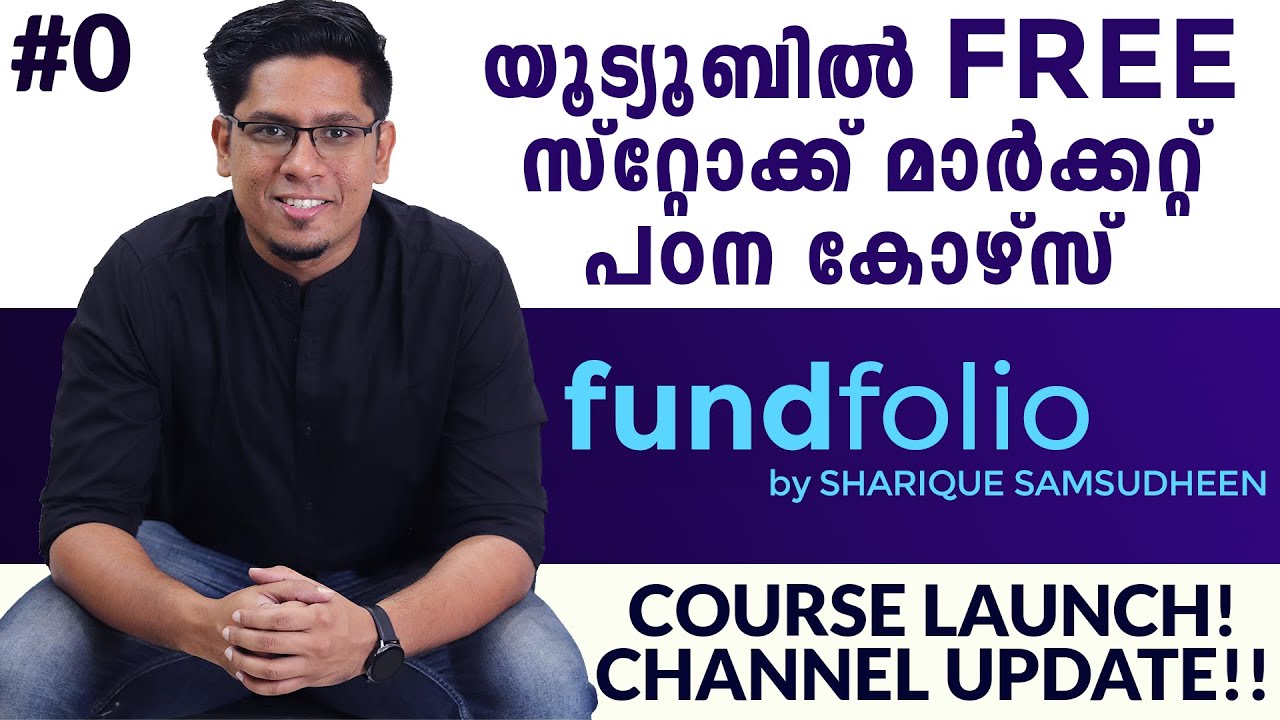 #0
യൂട്യൂബിൽ FREE
സ്റ്റോക്ക് മാർക്കറ്റ്
പഠന കോഴ്സ്
fundfolio
by SHARIQUE SAMSUDHEEN
COURSE LAUNCH!
CHANNEL UPDATE!!